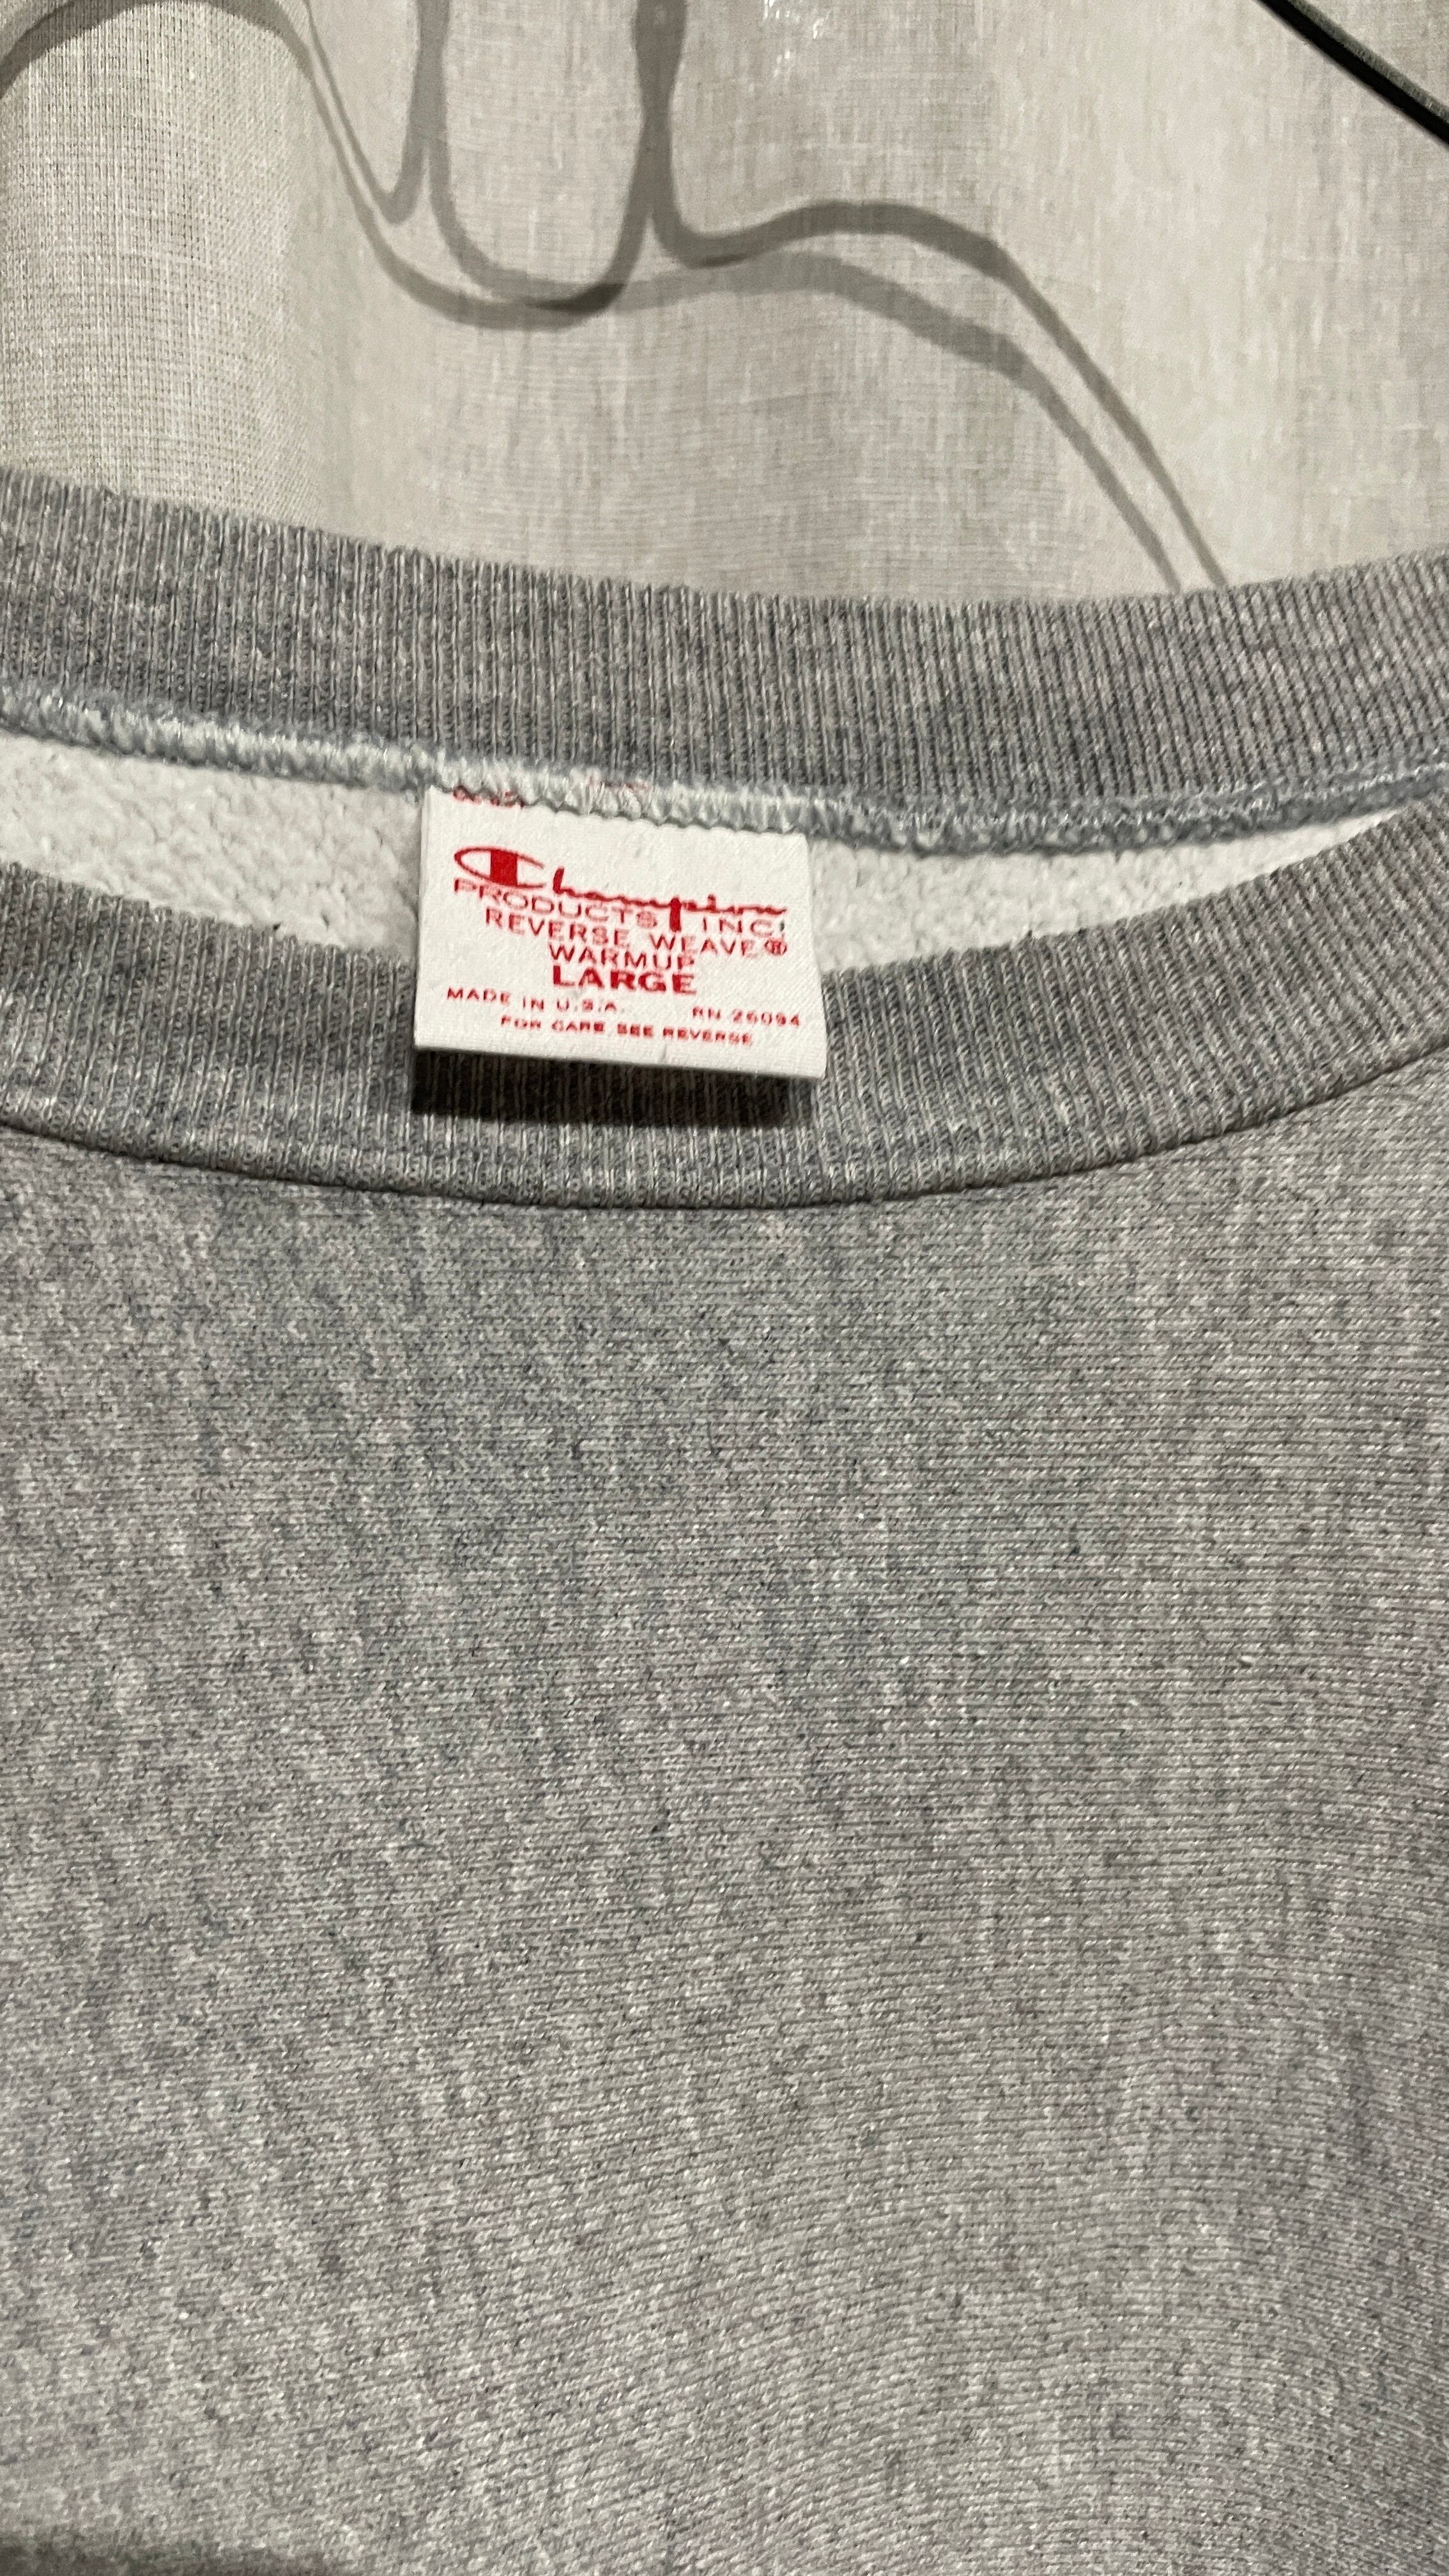 Champion
PRODUCTS INC.
REVERSE WEAVE®
WARMUP
LARGE
MADE IN U.S.A. RN 26094
FOR CARE SEE REVERSE